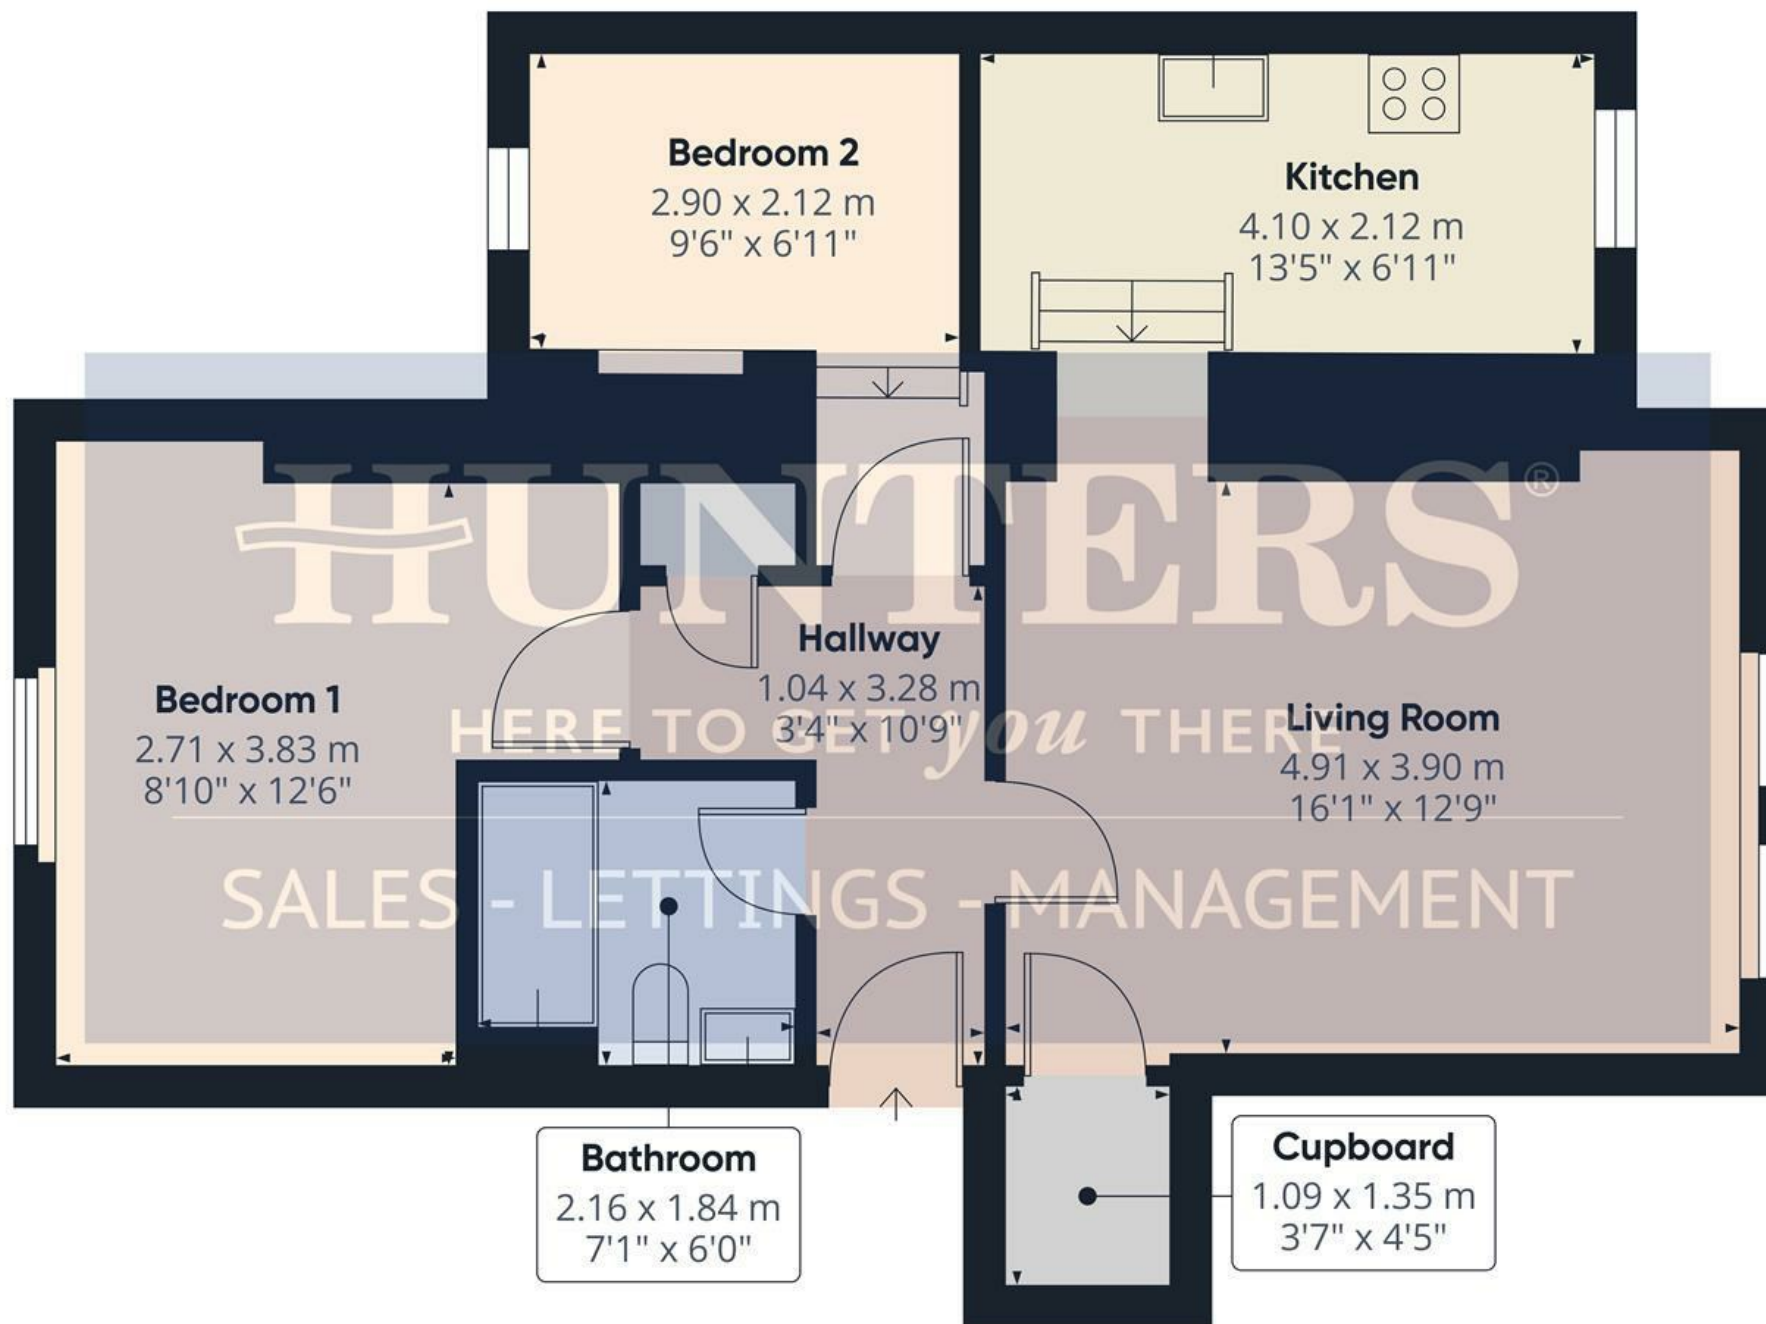 Bedroom 2
2.90 x 2.12 m
9'6" x 6'11"
Kitchen
4.10 x 2.12 m
13'5" x 6'11"
HUNTERS®
Hallway
1.04 x 3.28 m
3'4" x 10'9"
Bedroom 1
2.71 x 3.83 m
8'10" x 12'6"
Living Room
4.91 x 3.90 m
16'1" x 12'9"
HERE TO GET you THERE
SALES - LETTINGS - MANAGEMENT
Bathroom
2.16 x 1.84 m
7'1" x 6'0"
Cupboard
1.09 x 1.35 m
3'7" x 4'5"